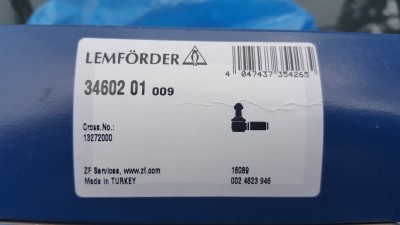 LEMFÖRDER
4 047437 354265
34602 01 009
Cross.No.:
13272000
ZF Services, www.zf.com
Made in TURKEY
16089
002 4823 946